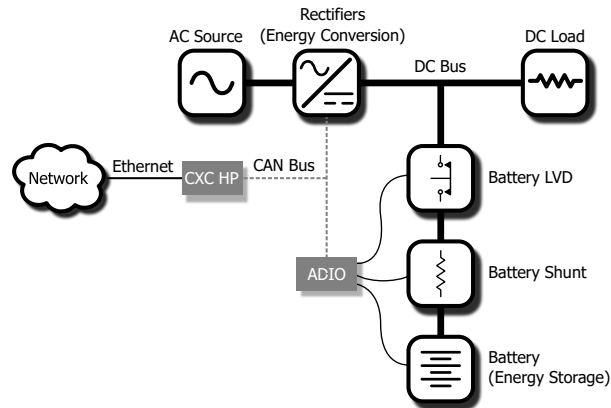 Rectifiers
AC Source
(Energy Conversion)
DC Load
DC Bus
Ethernet
CAN Bus
Network
CXC HP
Battery LVD
ADIO
Battery Shunt
Battery
(Energy Storage)